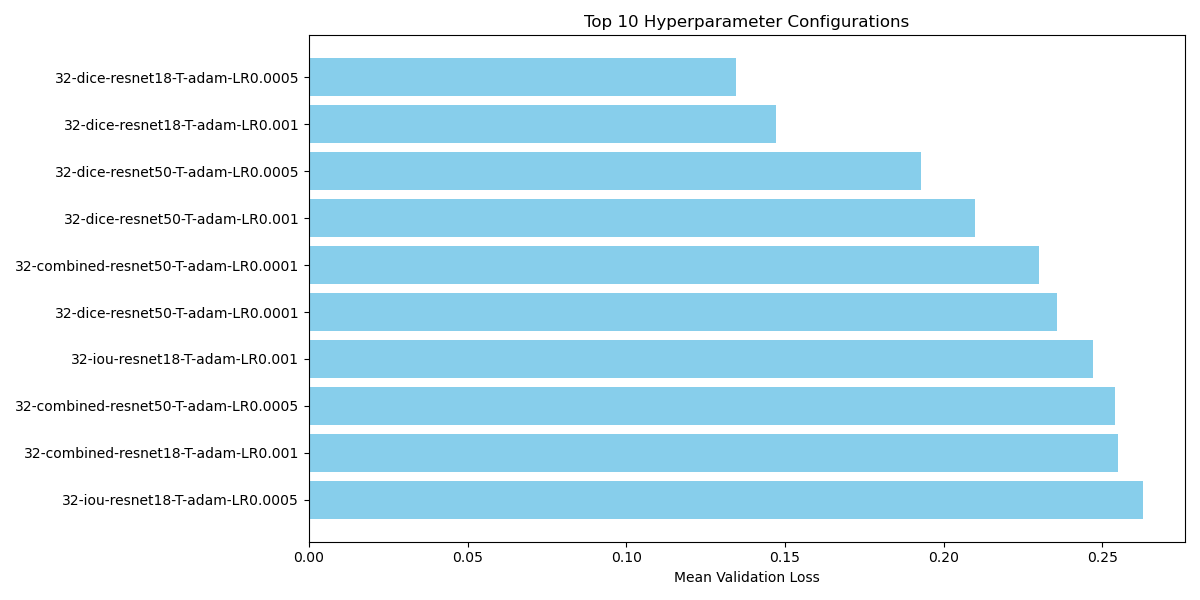 Top 10 Hyperparameter Configurations
32-dice-resnet18-T-adam-LR0.0005
32-dice-resnet18-T-adam-LR0.001
32-dice-resnet50-T-adam-LR0.0005
32-dice-resnet50-T-adam-LR0.001
32-combined-resnet50-T-adam-LR0.0001
32-dice-resnet50-T-adam-LR0.0001
32-iou-resnet18-T-adam-LR0.001
32-combined-resnet50-T-adam-LR0.0005
32-combined-resnet18-T-adam-LR0.001
32-iou-resnet18-T-adam-LR0.0005
0.00 0.05 0.10 0.15 0.20 0.25
Mean Validation Loss